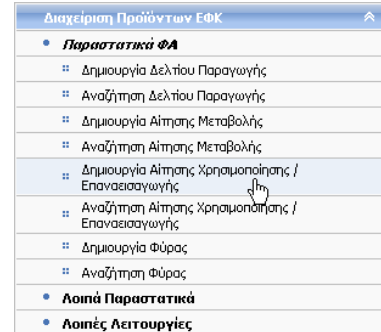 Διαχείριση Προϊόντων ΕΦΚ
Παραστατικά ΦΑ
Δημιουργία Δελτίου Παραγωγής
Αναζήτηση Δελτίου Παραγωγής
Δημιουργία Αίτησης Μεταβολής
Αναζήτηση Αίτησης Μεταβολής
Δημιουργία Αίτησης Χρησιμοποίησης /
Επαναεισαγωγής
Αναζήτηση Αίτησης Χρησιμοποίησης /
Επαναεισαγωγής
Δημιουργία Φύρας
Αναζήτηση Φύρας
Λοιπά Παραστατικά
Λοιπές Λειτουργίες